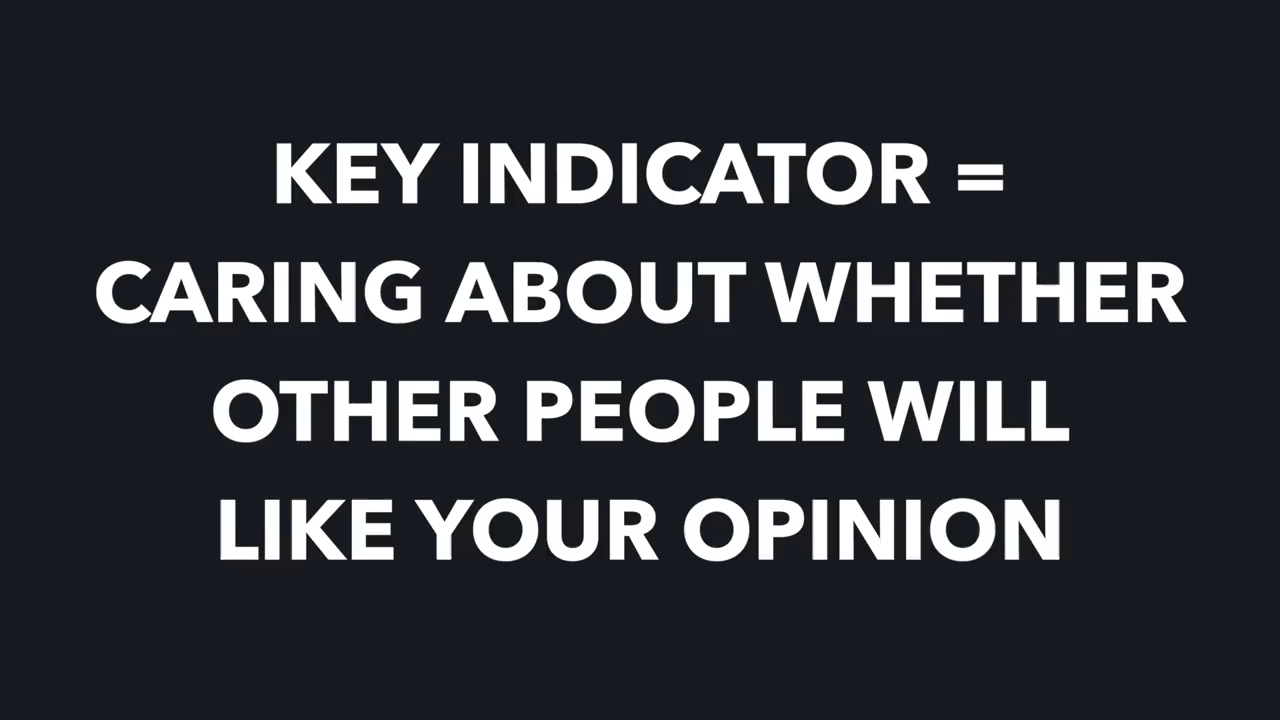 KEY INDICATOR =
CARING ABOUT WHETHER
OTHER PEOPLE WILL
LIKE YOUR OPINION